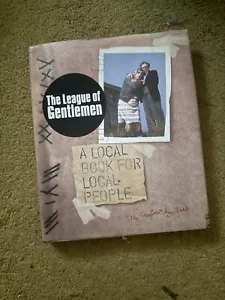 The League of
Gentlemen
A LOCAL
BOOK FOR
LOCAL
PEOPLE